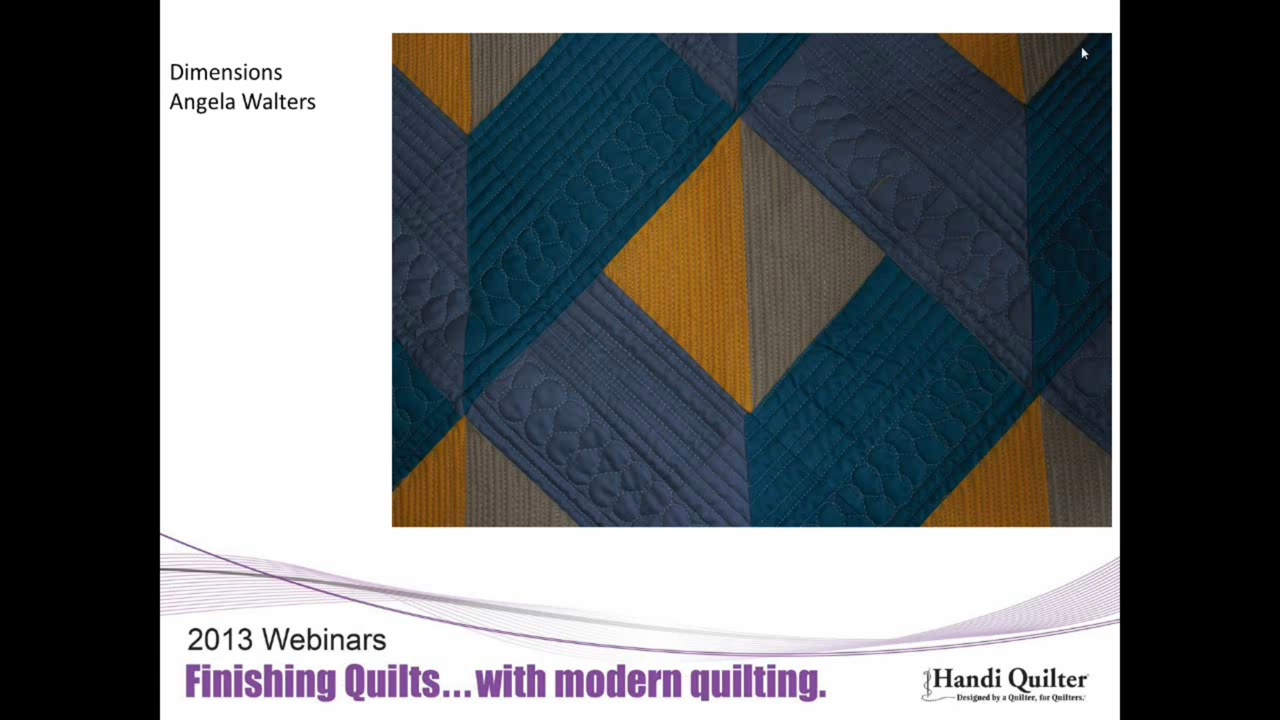 Dimensions
Angela Walters
2013 Webinars
Finishing Quilts...with modern quilting.
Handi Quilter
Designed by a Quilter, for Quilters.